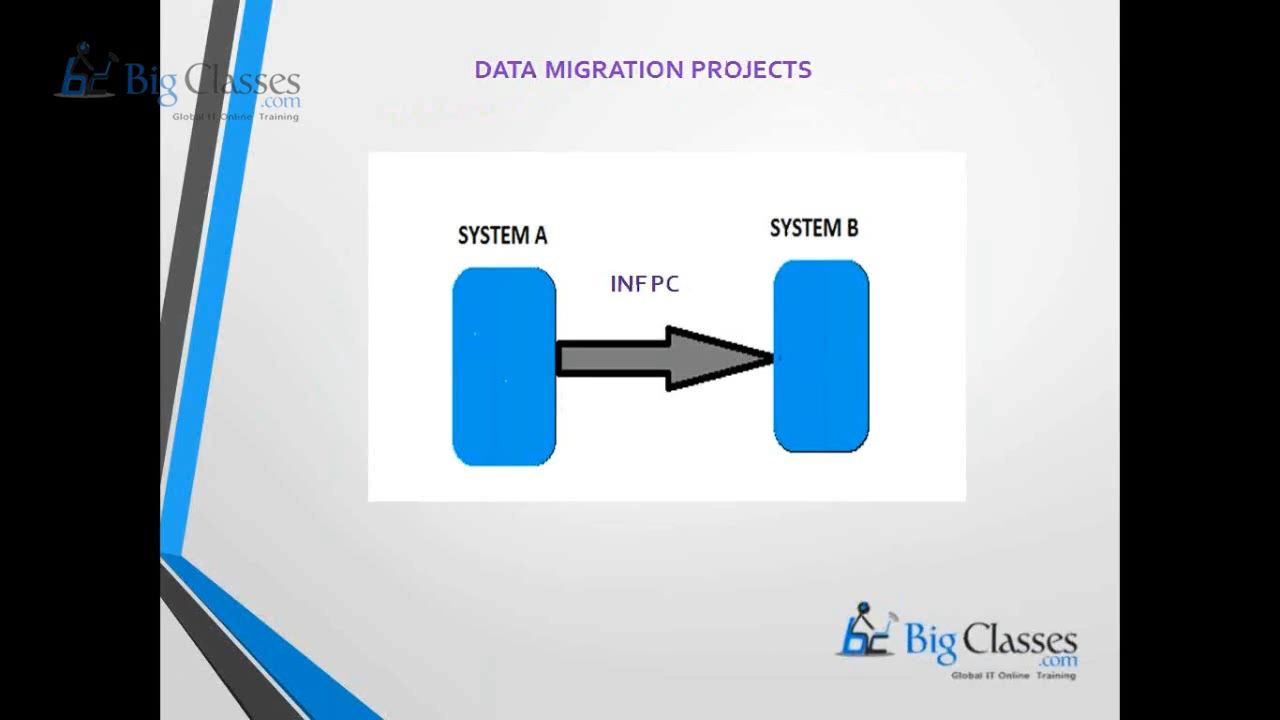 Big Classes
.com
Global IT Online Training
DATA MIGRATION PROJECTS
SYSTEM A
SYSTEM B
INF PC
Big Classes
.com
Global IT Online Training